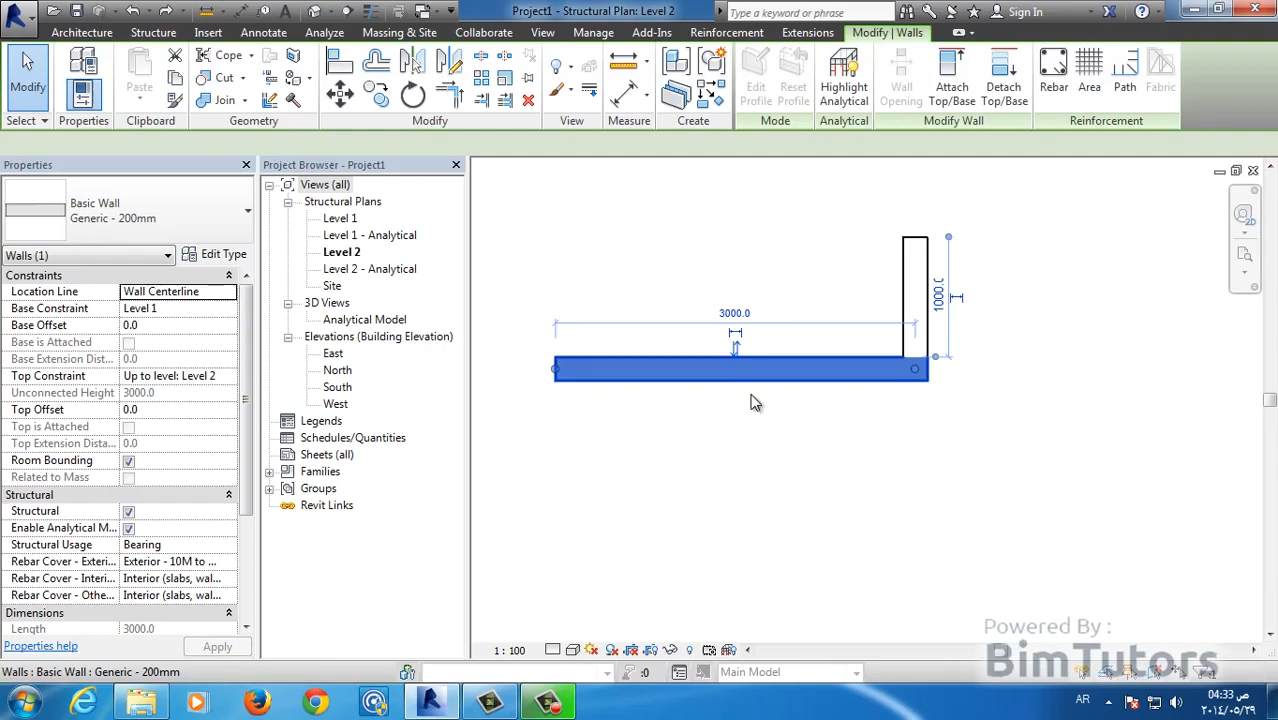 Project1 - Structural Plan: Level 2
Type a keyword or phrase
Sign In
Architecture
Insert
Annotate
Analyze
Massing & Site
Collaborate
View
Manage
Add-Ins
Reinforcement
Extensions
Modify | Walls
Modify
Select
Properties
Paste
Clipboard
Cope
Cut
Join
Geometry
Modify
View
Measure
Create
Edit
Profile
Reset
Profile
Mode
Highlight
Analytical
Analytical
Wall
Opening
Attach
Top/Base
Detach
Top/Base
Modify Wall
Rebar
Area
Path
Fabric
Reinforcement
Properties
Basic Wall
Generic - 200mm
Walls (1)
Edit Type
Constraints
Location Line Wall Centerline
Base Constraint Level 1
Base Offset 0.0
Base is Attached
Base Extension Dist... 0.0
Top Constraint Up to level: Level 2
Unconnected Height 3000.0
Top Offset 0.0
Top is Attached
Top Extension Dista... 0.0
Room Bounding
Related to Mass
Structural
Structural
Enable Analytical M...
Structural Usage Bearing
Rebar Cover - Exteri... Exterior - 10M to ...
Rebar Cover - Interi... Interior (slabs, wal...
Rebar Cover - Othe... Interior (slabs, wal...
Dimensions
Length 3000.0
Properties help
Apply
Project Browser - Project1
Views (all)
Structural Plans
Level 1
Level 1 - Analytical
Level 2
Level 2 - Analytical
Site
3D Views
Analytical Model
Elevations (Building Elevation)
East
North
South
West
Legends
Schedules/Quantities
Sheets (all)
Families
Groups
Revit Links
3000.0
1000.0
2D
Powered By :
BimTutors
1 : 100
Walls : Basic Wall : Generic - 200mm
:0
Main Model
AR
04:33 ص
٢٠١٤/٠٥/٢٩